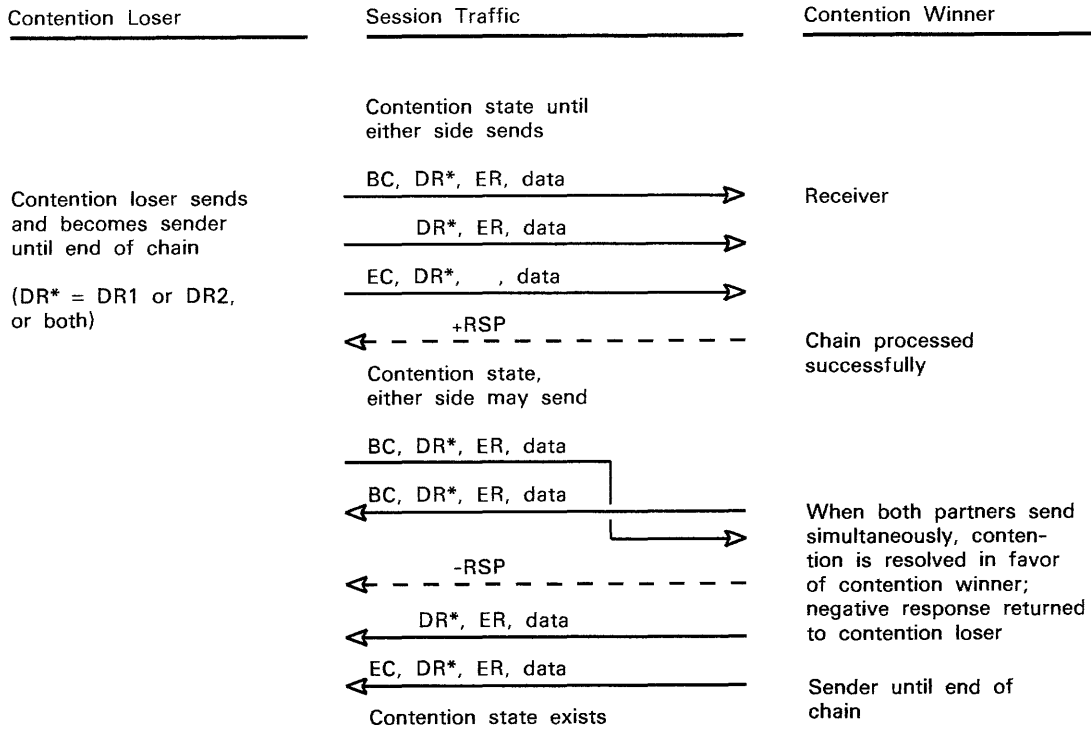 Contention Loser
Session Traffic
Contention Winner
Contention state until
either side sends
BC, DR*, ER, data
Receiver
Contention loser sends
and becomes sender
until end of chain
DR*, ER, data
EC, DR*,    , data
(DR* = DR1 or DR2,
or both)
+RSP
Chain processed
successfully
Contention state,
either side may send
BC, DR*, ER, data
BC, DR*, ER, data
When both partners send
simultaneously, conten-
tion is resolved in favor
of contention winner;
negative response returned
to contention loser
-RSP
DR*, ER, data
EC, DR*, ER, data
Sender until end of
chain
Contention state exists